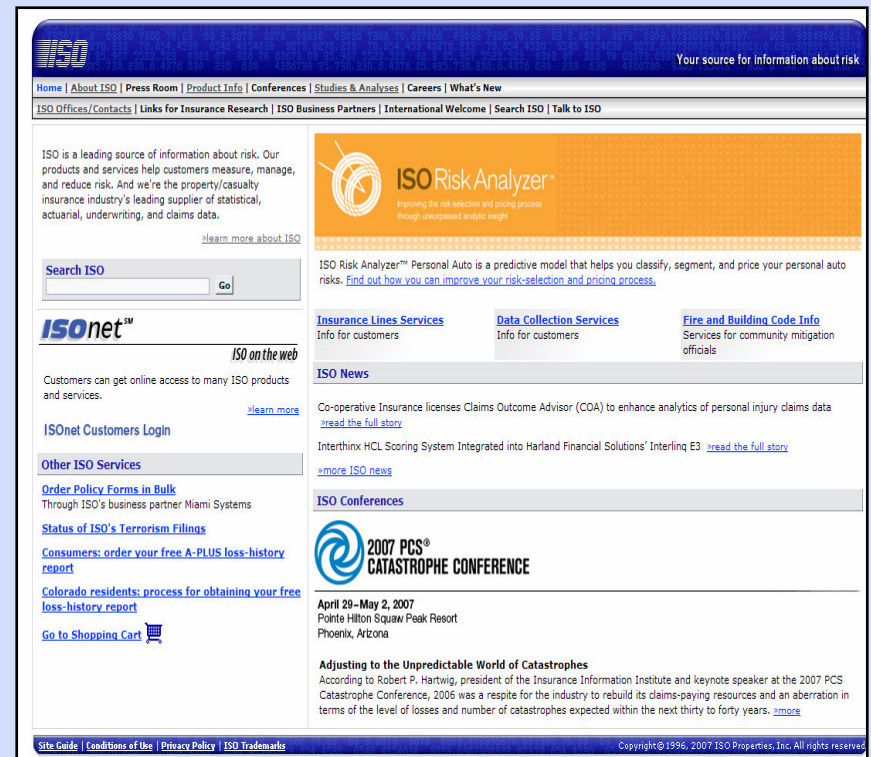 ISO
Your source for information about risk
Home | About ISO | Press Room | Product Info | Conferences | Studies & Analyses | Careers | What's New
ISO Offices/Contacts | Links for Insurance Research | ISO Business Partners | International Welcome | Search ISO | Talk to ISO
ISO is a leading source of information about risk. Our
products and services help customers measure, manage,
and reduce risk. And we're the property/casualty
insurance industry's leading supplier of statistical,
actuarial, underwriting, and claims data.
»learn more about ISO
Search ISO
Go
ISOnet℠
ISO on the web
Customers can get online access to many ISO products
and services.
»learn more
ISOnet Customers Login
Other ISO Services
Order Policy Forms in Bulk
Through ISO's business partner Miami Systems
Status of ISO's Terrorism Filings
Consumers: order your free A-PLUS loss-history
report
Colorado residents: process for obtaining your free
loss-history report
Go to Shopping Cart
ISO Risk Analyzer™
Improving the risk-selection and pricing process
through unsurpassed analytic insight
ISO Risk Analyzer™ Personal Auto is a predictive model that helps you classify, segment, and price your personal auto
risks. Find out how you can improve your risk-selection and pricing process.
Insurance Lines Services
Info for customers
Data Collection Services
Info for customers
Fire and Building Code Info
Services for community mitigation
officials
ISO News
Co-operative Insurance licenses Claims Outcome Advisor (COA) to enhance analytics of personal injury claims data
»read the full story
Interthinx HCL Scoring System Integrated into Harland Financial Solutions' Interlinq E3 »read the full story
»more ISO news
ISO Conferences
2007 PCS®
CATASTROPHE CONFERENCE
April 29–May 2, 2007
Pointe Hilton Squaw Peak Resort
Phoenix, Arizona
Adjusting to the Unpredictable World of Catastrophes
According to Robert P. Hartwig, president of the Insurance Information Institute and keynote speaker at the 2007 PCS
Catastrophe Conference, 2006 was a respite for the industry to rebuild its claims-paying resources and an aberration in
terms of the level of losses and number of catastrophes expected within the next thirty to forty years. »more
Site Guide | Conditions of Use | Privacy Policy | ISO Trademarks
Copyright©1996, 2007 ISO Properties, Inc. All rights reserved